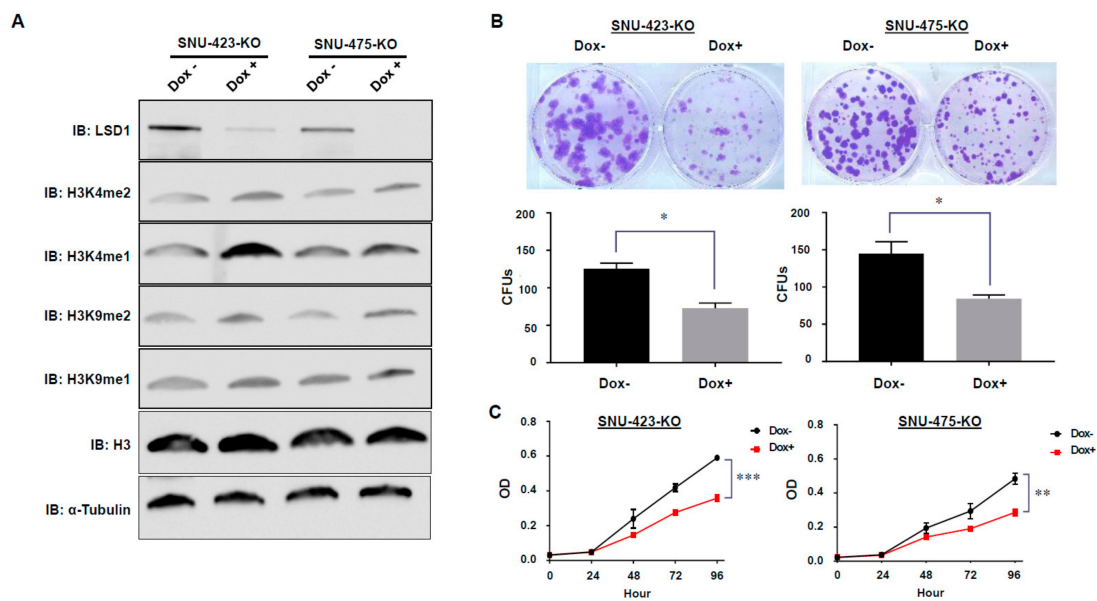 A
SNU-423-KO SNU-475-KO
Dox - Dox + Dox - Dox +
IB: LSD1
IB: H3K4me2
IB: H3K4me1
IB: H3K9me2
IB: H3K9me1
IB: H3
IB: α-Tubulin
B
SNU-423-KO SNU-475-KO
Dox- Dox+ Dox- Dox+
200
150
100
50
0
CFUs
*
Dox- Dox+
200
150
100
50
0
CFUs
*
Dox- Dox+
C
SNU-423-KO
Dox-
Dox+
0.8
0.6
0.4
0.2
0.0
OD
***
0 24 48 72 96
Hour
SNU-475-KO
Dox-
Dox+
0.8
0.6
0.4
0.2
0.0
OD
**
0 24 48 72 96
Hour